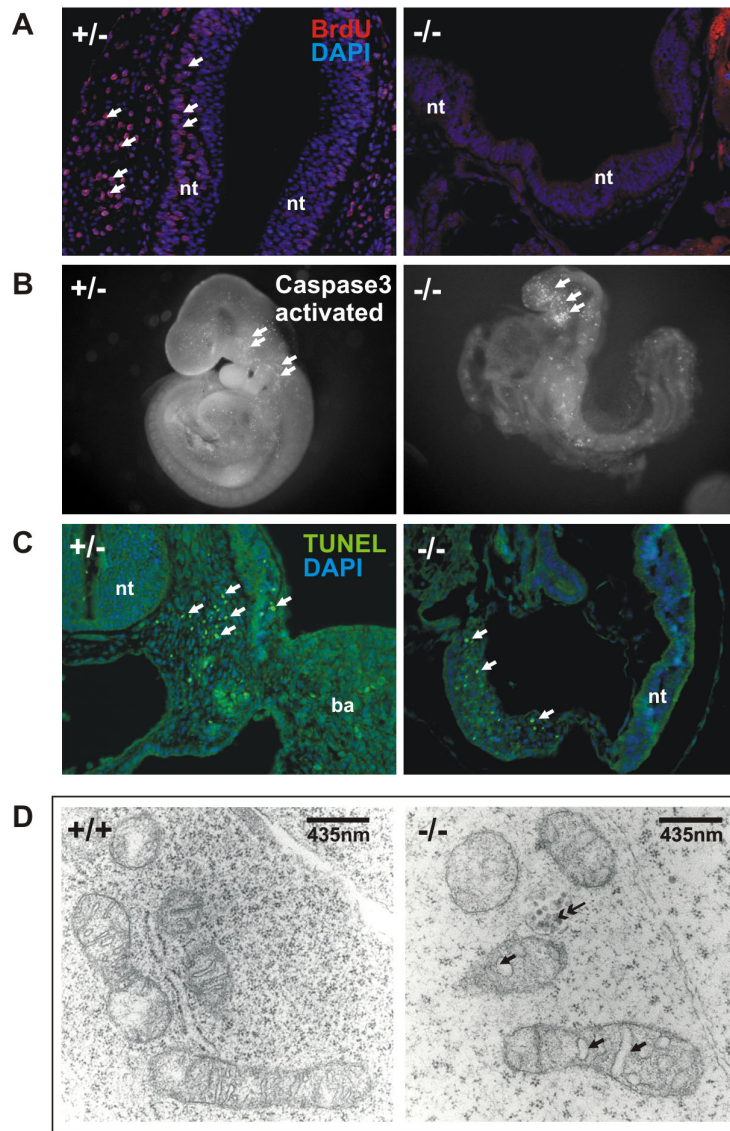 A
+/-
BrdU
DAPI
nt
nt
-/-
nt
nt
B
+/-
Caspase3
activated
-/-
C
+/-
TUNEL
DAPI
nt
ba
-/-
nt
D
+/+
435nm
-/-
435nm